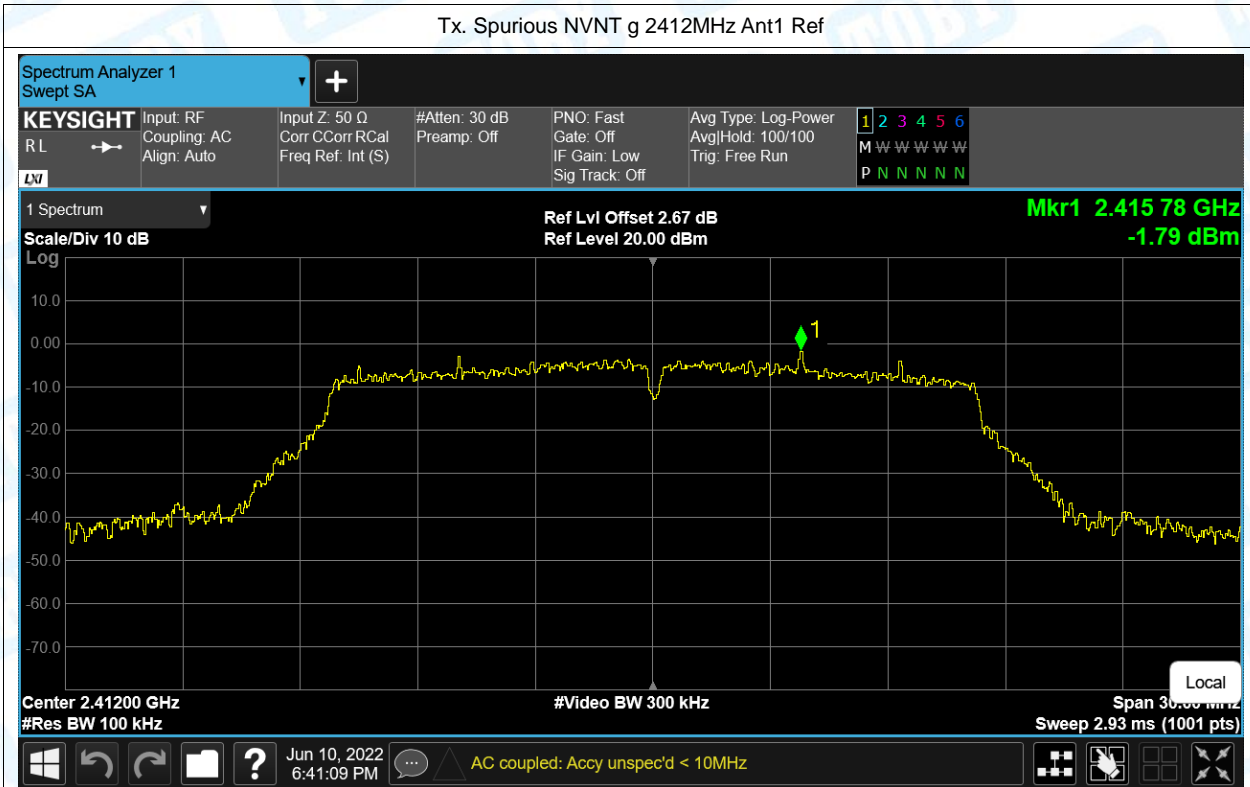 Tx. Spurious NVNT g 2412MHz Ant1 Ref
Spectrum Analyzer 1
Swept SA
+
KEYSIGHT
R L
LXI
Input: RF
Coupling: AC
Align: Auto
Input Z: 50 Ω
Corr CCorr RCal
Freq Ref: Int (S)
#Atten: 30 dB
Preamp: Off
PNO: Fast
Gate: Off
IF Gain: Low
Sig Track: Off
Avg Type: Log-Power
Avg|Hold: 100/100
Trig: Free Run
1 2 3 4 5 6
M W W W W W
P N N N N N
1 Spectrum
Scale/Div 10 dB
Ref Lvl Offset 2.67 dB
Ref Level 20.00 dBm
Mkr1 2.415 78 GHz
-1.79 dBm
Log
10.0
0.00
-10.0
-20.0
-30.0
-40.0
-50.0
-60.0
-70.0
1
Local
Center 2.41200 GHz
#Video BW 300 kHz
Span 30.00 MHz
#Res BW 100 kHz
Sweep 2.93 ms (1001 pts)
?
Jun 10, 2022
6:41:09 PM
AC coupled: Accy unspec'd < 10MHz